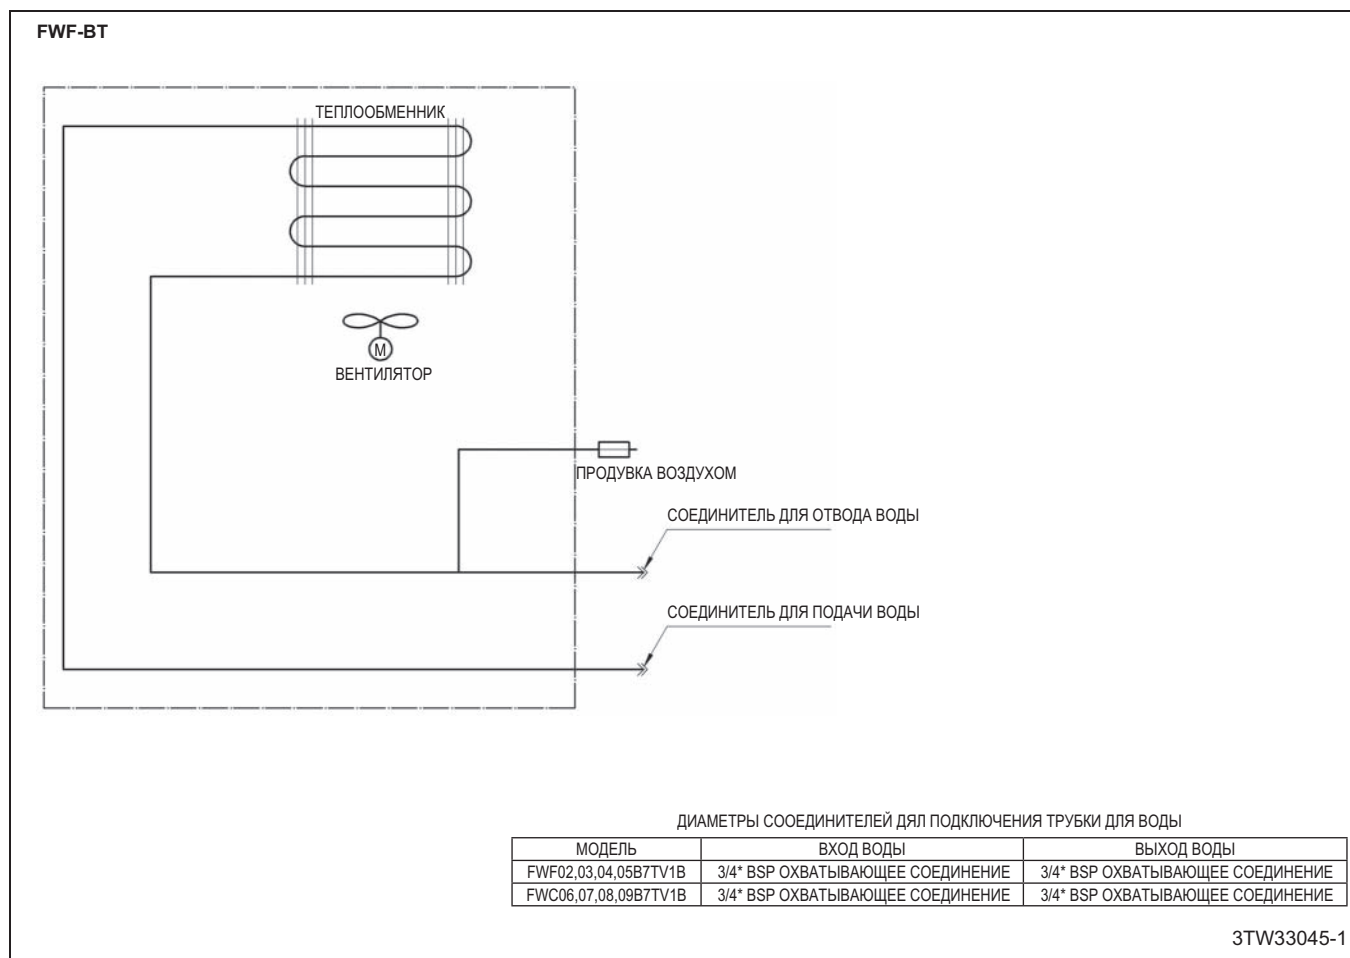 FWF-BT
ТЕПЛООБМЕННИК
M
ВЕНТИЛЯТОР
ПРОДУВКА ВОЗДУХОМ
СОЕДИНИТЕЛЬ ДЛЯ ОТВОДА ВОДЫ
СОЕДИНИТЕЛЬ ДЛЯ ПОДАЧИ ВОДЫ
ДИАМЕТРЫ СООЕДИНИТЕЛЕЙ ДЯЛ ПОДКЛЮЧЕНИЯ ТРУБКИ ДЛЯ ВОДЫ
МОДЕЛЬ ВХОД ВОДЫ ВЫХОД ВОДЫ
FWF02,03,04,05B7TV1B 3/4* BSP ОХВАТЫВАЮЩЕЕ СОЕДИНЕНИЕ 3/4* BSP ОХВАТЫВАЮЩЕЕ СОЕДИНЕНИЕ
FWC06,07,08,09B7TV1B 3/4* BSP ОХВАТЫВАЮЩЕЕ СОЕДИНЕНИЕ 3/4* BSP ОХВАТЫВАЮЩЕЕ СОЕДИНЕНИЕ
3TW33045-1